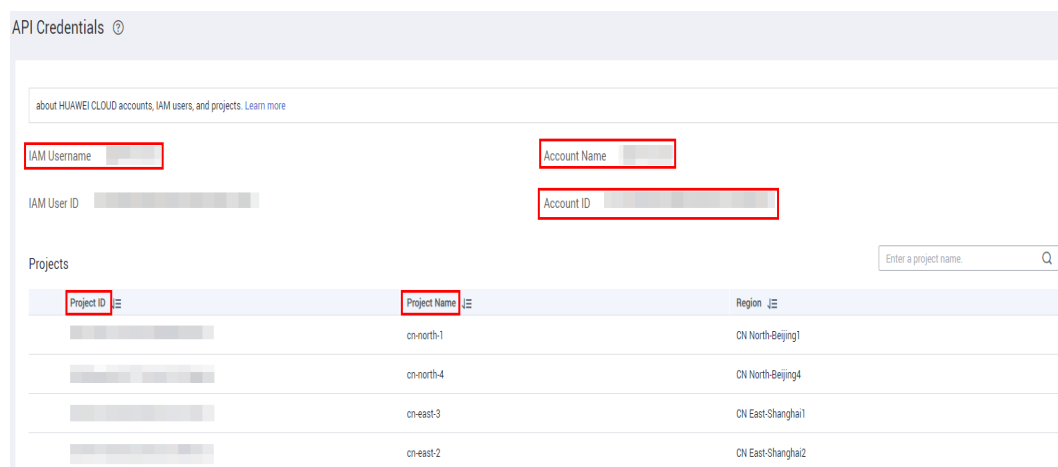 API Credentials ?
about HUAWEI CLOUD accounts, IAM users, and projects. Learn more
IAM Username
Account Name
IAM User ID
Account ID
Projects
Enter a project name.
Project ID
Project Name
Region
cn-north-1
CN North-Beijing1
cn-north-4
CN North-Beijing4
cn-east-3
CN East-Shanghai1
cn-east-2
CN East-Shanghai2